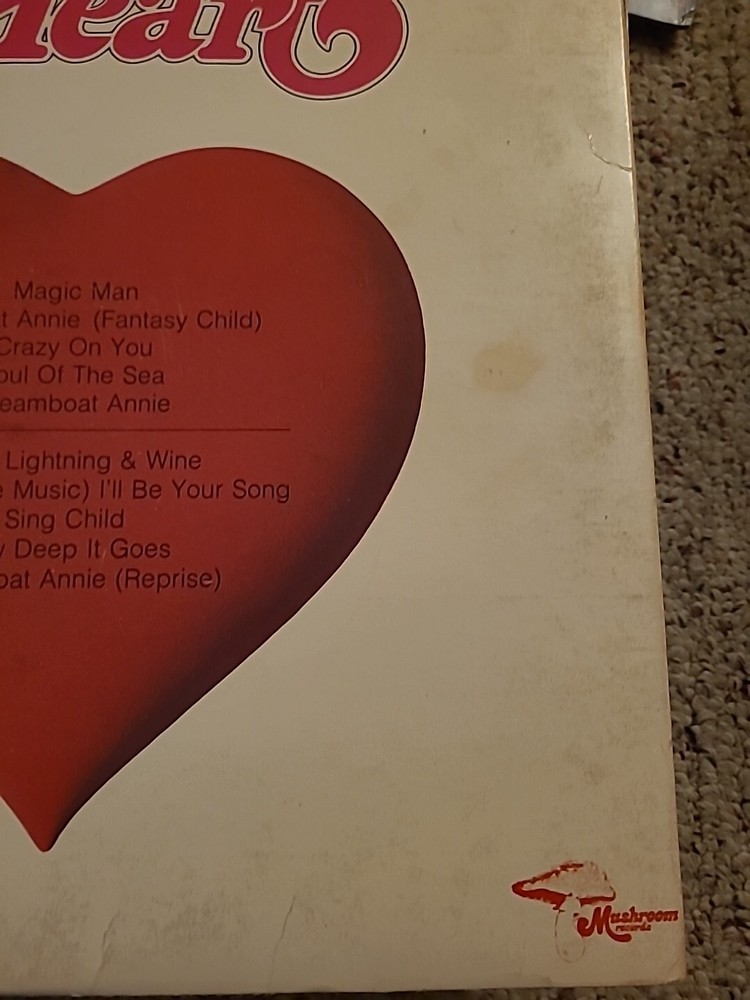 Heart
Magic Man
t Annie (Fantasy Child)
Crazy On You
oul Of The Sea
eamboat Annie
Lightning & Wine
e Music) I'll Be Your Song
Sing Child
y Deep It Goes
oat Annie (Reprise)
Mushroom
records